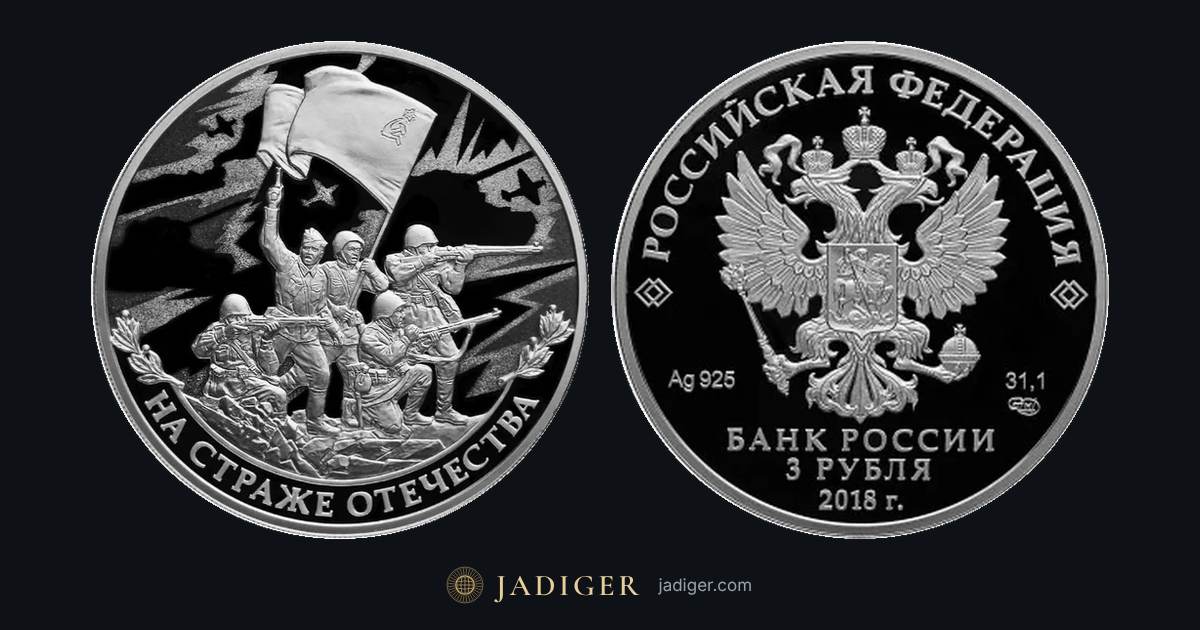 НА СТРАЖЕ ОТЕЧЕСТВА
РОССИЙСКАЯ ФЕДЕРАЦИЯ
Ag 925
31,1
БАНК РОССИИ
3 РУБЛЯ
2018 г.
JADIGER
jadiger.com